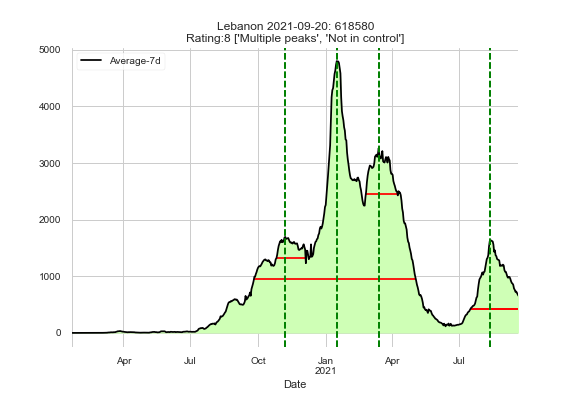 Lebanon 2021-09-20: 618580
Rating:8 ['Multiple peaks', 'Not in control']
Average-7d
5000
4000
3000
2000
1000
0
Apr
Jul
Oct
Jan
2021
Apr
Jul
Date